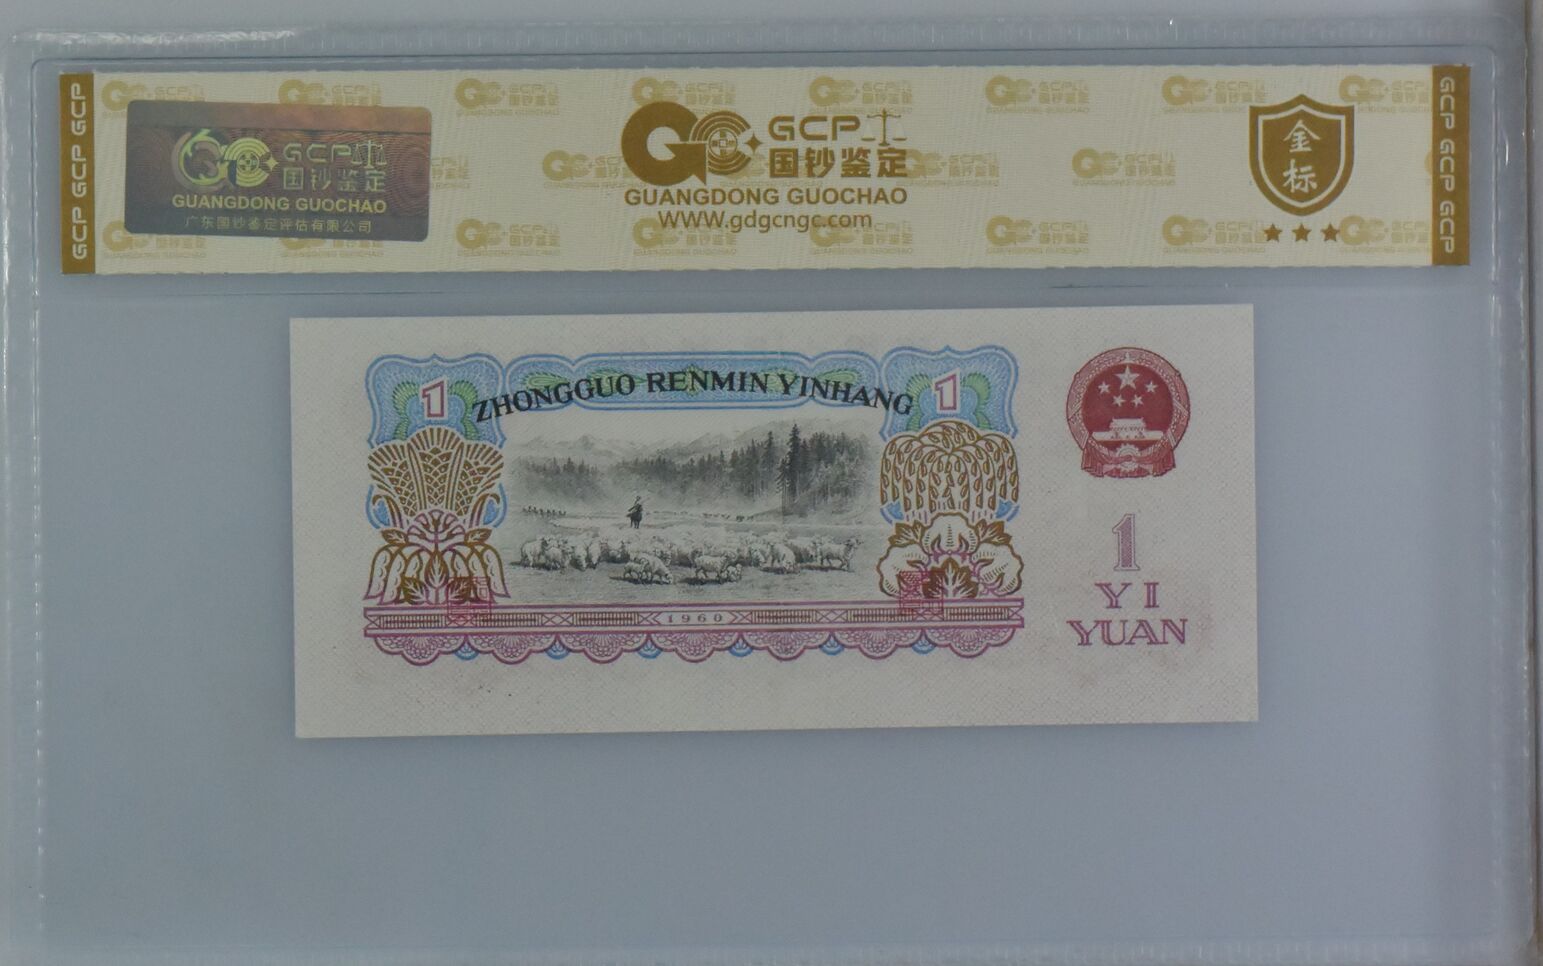 GCP GCP GCP
GCP
国钞鉴定
GUANGDONG GUOCHAO
广东国钞鉴定评估有限公司
GCP
国钞鉴定
GUANGDONG GUOCHAO
WWW.gdgcngc.com
金
标
GCP GCP GCP
1
ZHONGGUO RENMIN YINHANG
1
1960
1
YI
YUAN